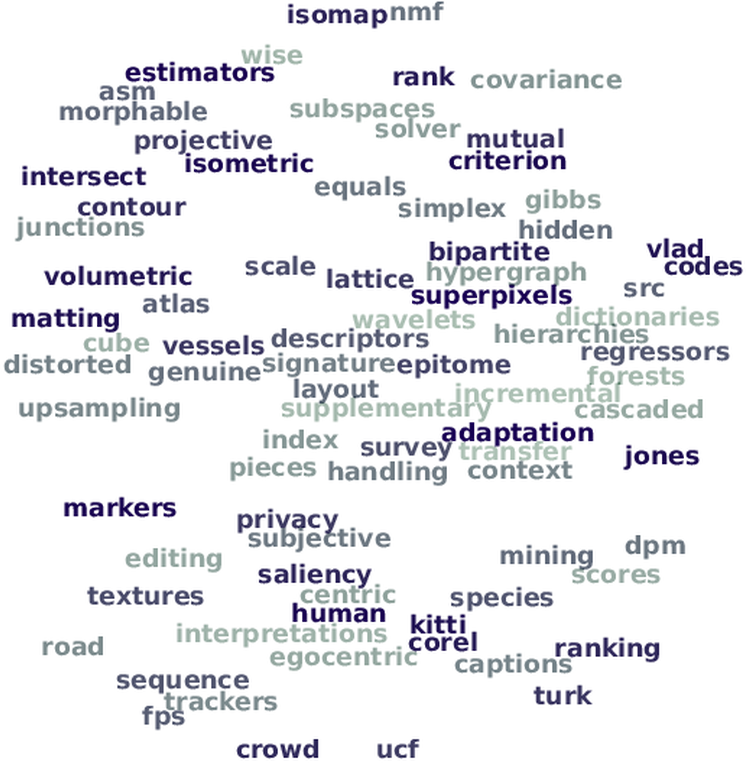 isomap nmf
wise
estimators rank covariance
asm
morphable subspaces
solver
projective mutual
isometric criterion
intersect
equals
contour simplex gibbs
junctions hidden
bipartite vlad
scale codes
volumetric lattice hypergraph
superpixels src
atlas
matting wavelets dictionaries
cube vessels descriptors hierarchies
regressors
distorted genuine signature epitome
layout incremental forests
upsampling supplementary cascaded
adaptation
index survey transfer jones
pieces handling context
markers
privacy
subjective dpm
editing mining
saliency scores
textures centric species
human
kitti
interpretations corel
road ranking
egocentric captions
sequence
trackers turk
fps
crowd ucf